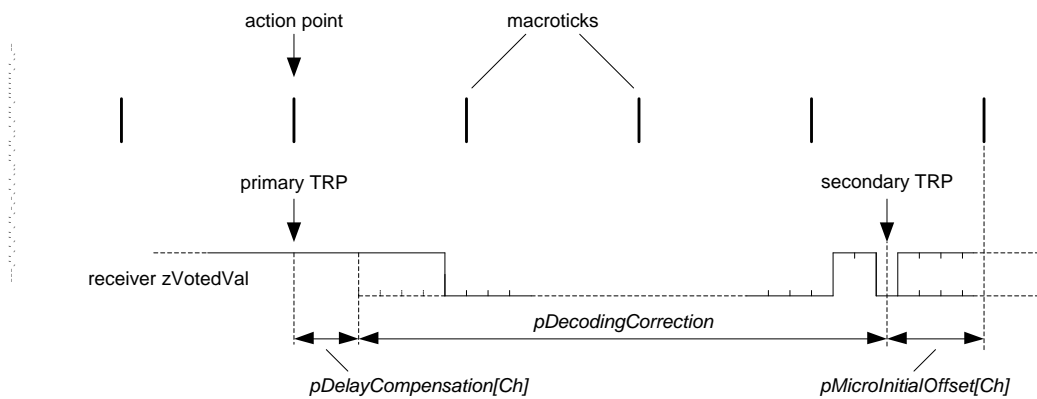 action point
macroticks
primary TRP
secondary TRP
receiver zVotedVal
pDecodingCorrection
pDelayCompensation[Ch]
pMicroInitialOffset[Ch]